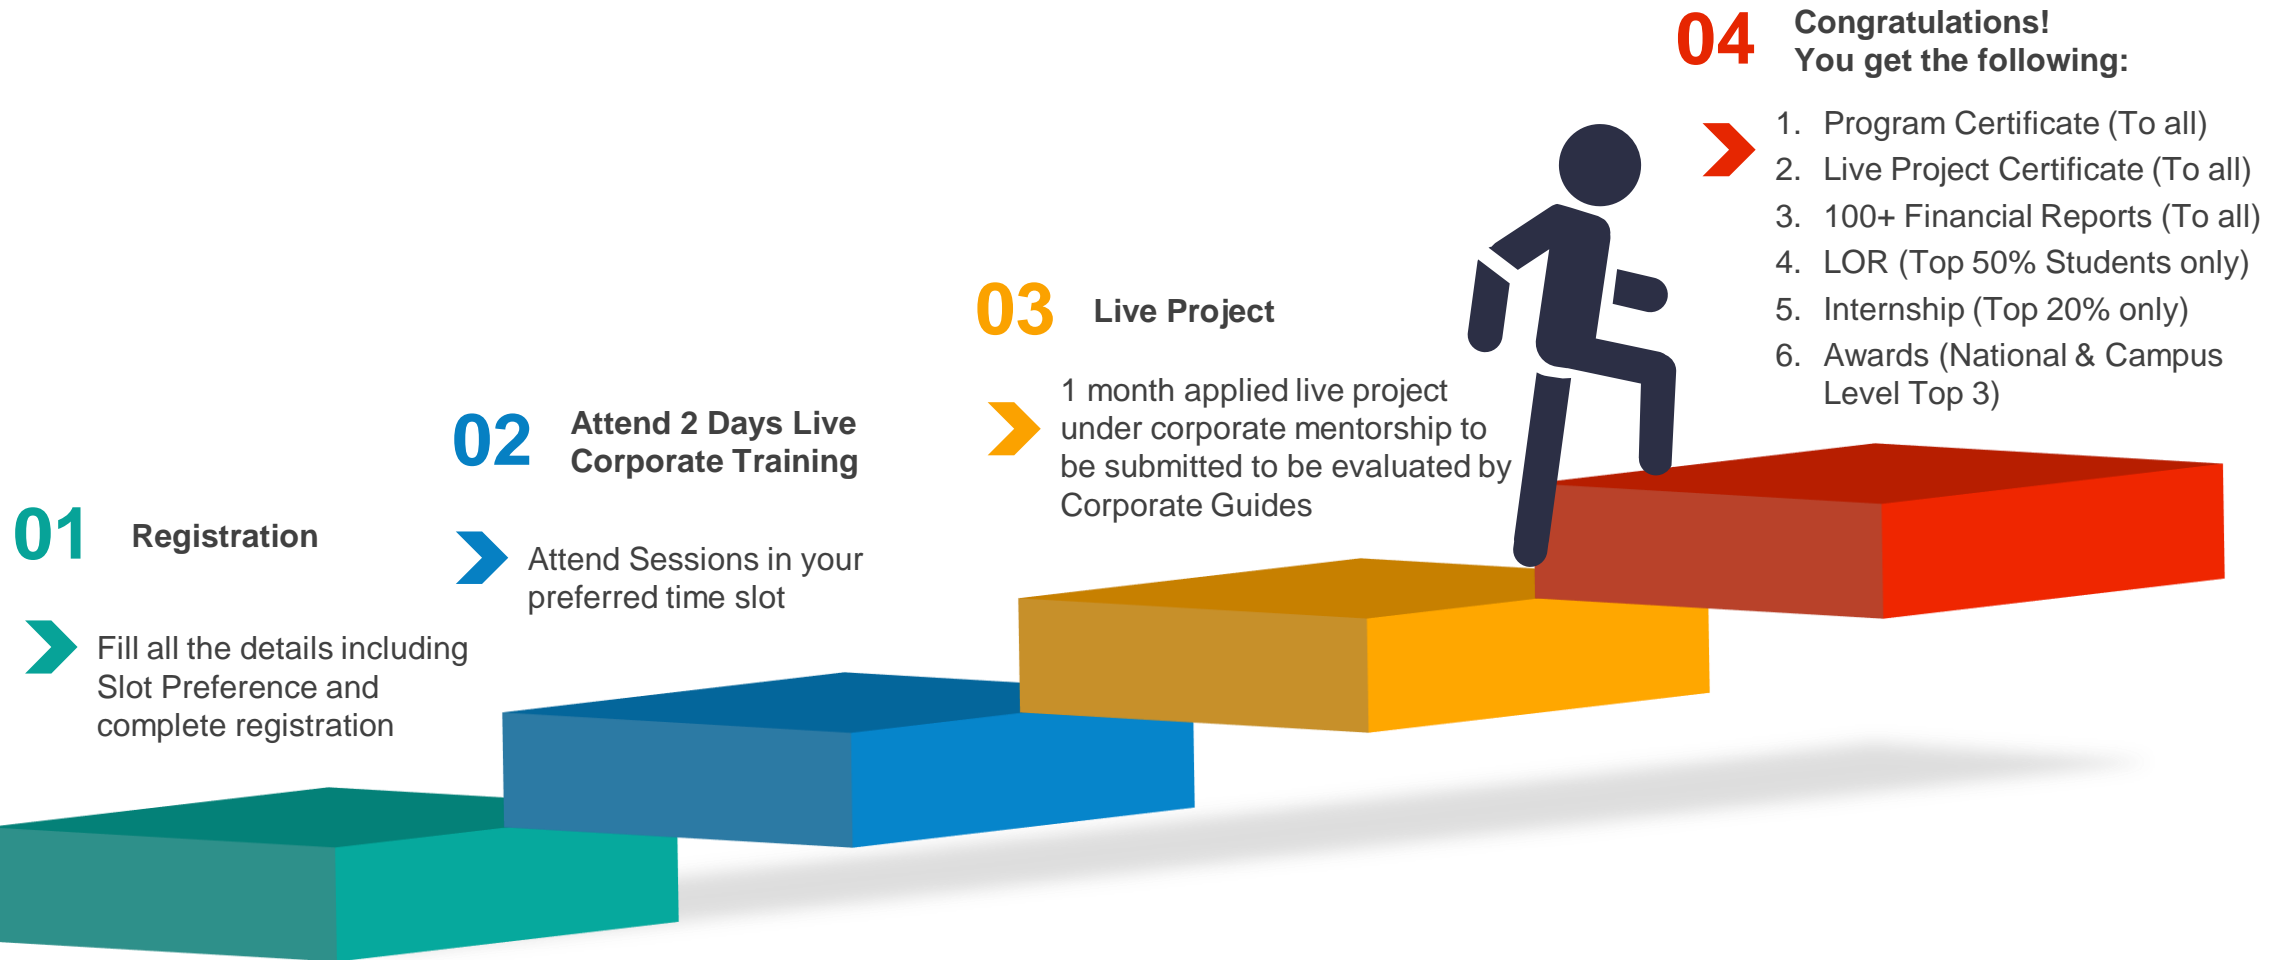 01
Registration
Fill all the details including
Slot Preference and
complete registration
02
Attend 2 Days Live
Corporate Training
Attend Sessions in your
preferred time slot
03
Live Project
1 month applied live project
under corporate mentorship to
be submitted to be evaluated by
Corporate Guides
04
Congratulations!
You get the following:
1. Program Certificate (To all)
2. Live Project Certificate (To all)
3. 100+ Financial Reports (To all)
4. LOR (Top 50% Students only)
5. Internship (Top 20% only)
6. Awards (National & Campus
Level Top 3)